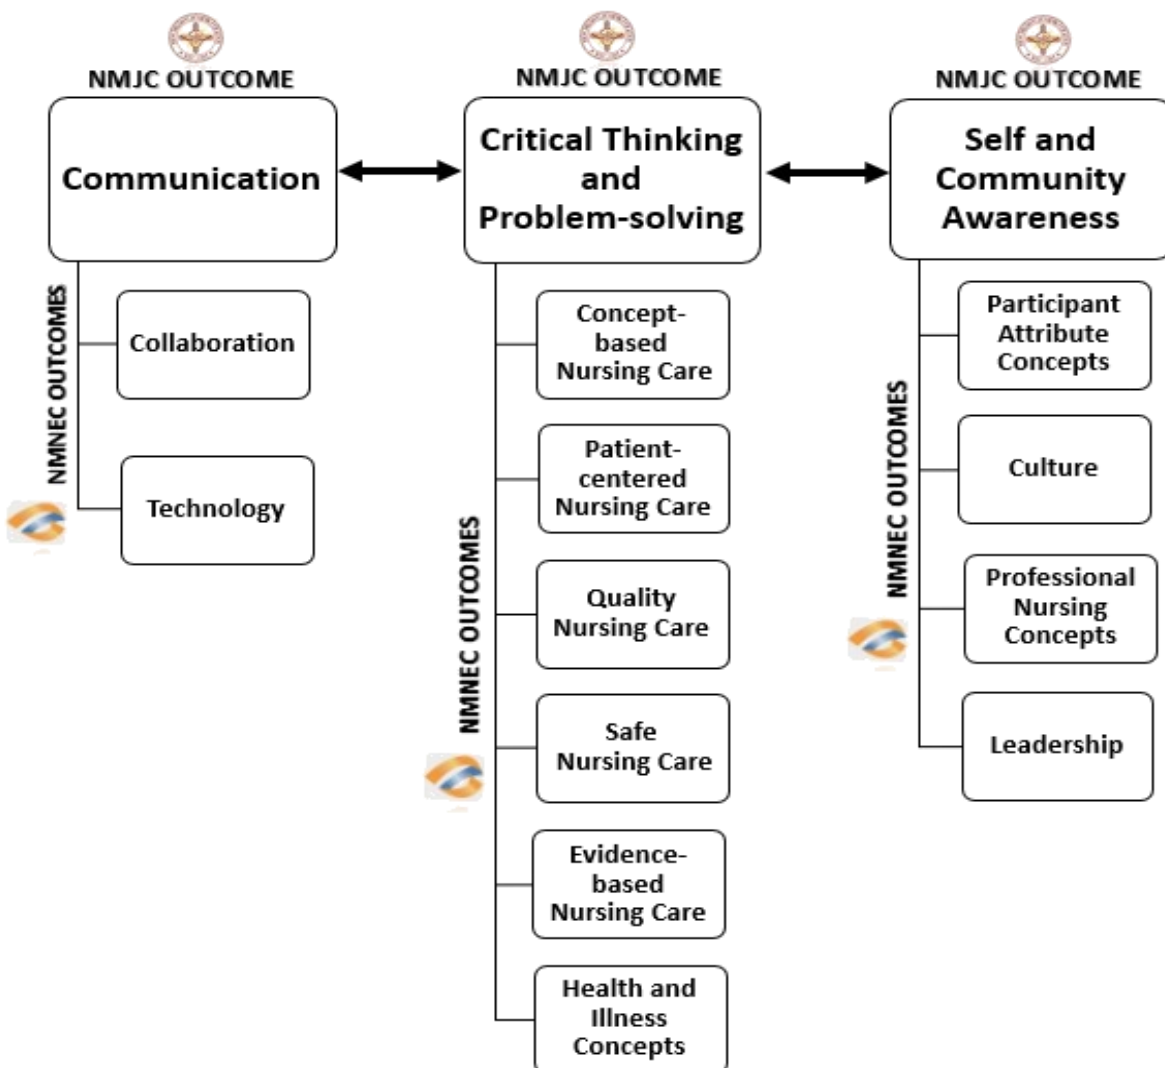 NMJC OUTCOME
Communication
NMNEC OUTCOMES
Collaboration
Technology
NMJC OUTCOME
Critical Thinking
and
Problem-solving
NMNEC OUTCOMES
Concept-
based
Nursing Care
Patient-
centered
Nursing Care
Quality
Nursing Care
Safe
Nursing Care
Evidence-
based
Nursing Care
Health and
Illness
Concepts
NMJC OUTCOME
Self and
Community
Awareness
NMNEC OUTCOMES
Participant
Attribute
Concepts
Culture
Professional
Nursing
Concepts
Leadership